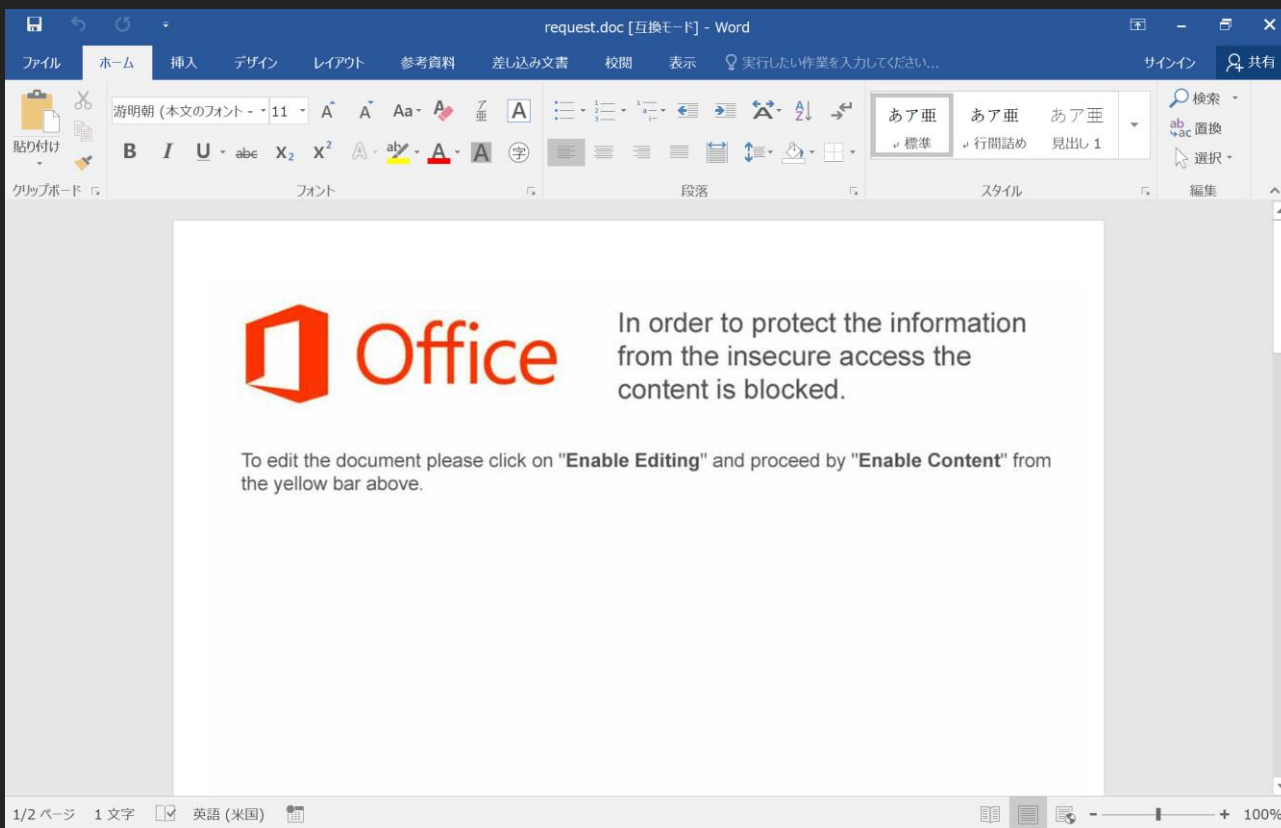 request.doc [互換モード] - Word
ファイル ホーム 挿入 デザイン レイアウト 参考資料 差し込み文書 校閲 表示 実行したい作業を入力してください... サインイン 共有
游明朝 (本文のフォント - 11 A A Aa 検索
あア亜 あア亜 あア亜
貼り付け B I U abc X₂ X² A aby A A 字 標準 行間詰め 見出し 1 置換
選択
クリップボード フォント 段落 スタイル 編集
Office
In order to protect the information
from the insecure access the
content is blocked.
To edit the document please click on "Enable Editing" and proceed by "Enable Content" from
the yellow bar above.
1/2 ページ 1 文字 英語 (米国) 100%